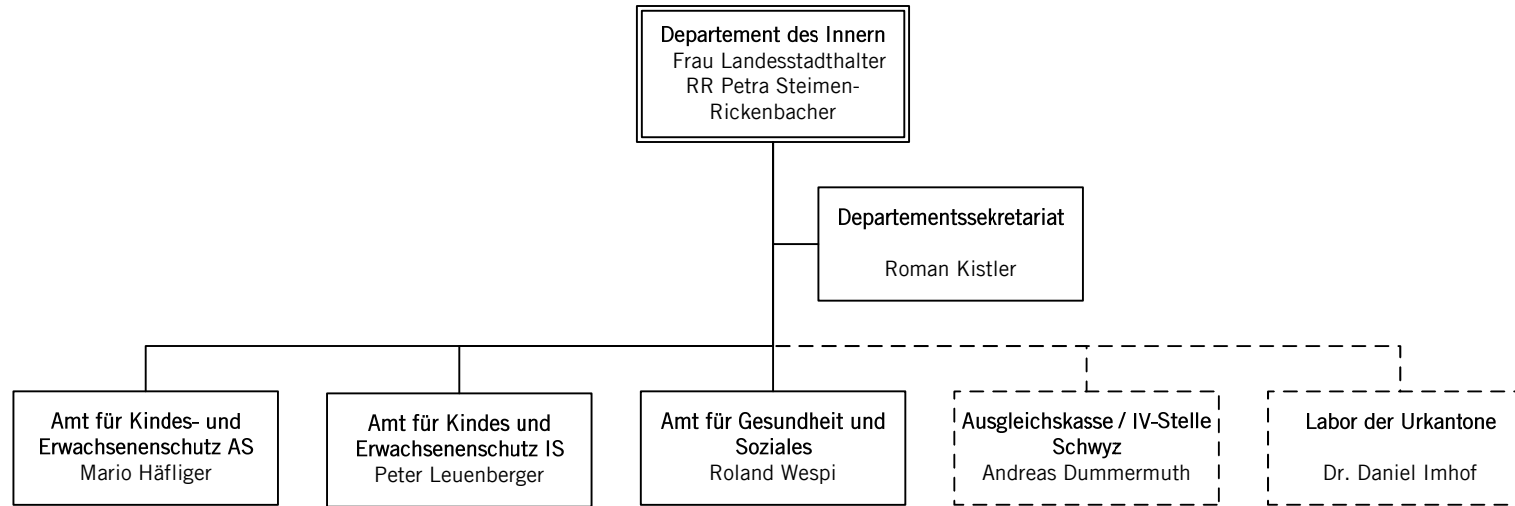 Departement des Innern
Frau Landesstadthalter
RR Petra Steimen-
Rickenbacher
Departementssekretariat
Roman Kistler
Amt für Kindes- und
Erwachsenenschutz AS
Mario Häfliger
Amt für Kindes und
Erwachsenenschutz IS
Peter Leuenberger
Amt für Gesundheit und
Soziales
Roland Wespi
Ausgleichskasse / IV-Stelle
Schwyz
Andreas Dummermuth
Labor der Urkantone
Dr. Daniel Imhof